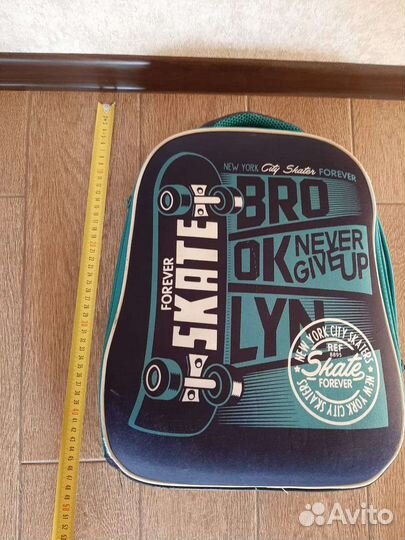 NEW YORK City Skater FOREVER
BRO
OK
LYN
NEVER
GIVE UP
FOREVER
SKATE
NEW YORK CITY SKATERS
REF
8895
Skate
FOREVER
NEW YORK CITY SKATERS
Avito